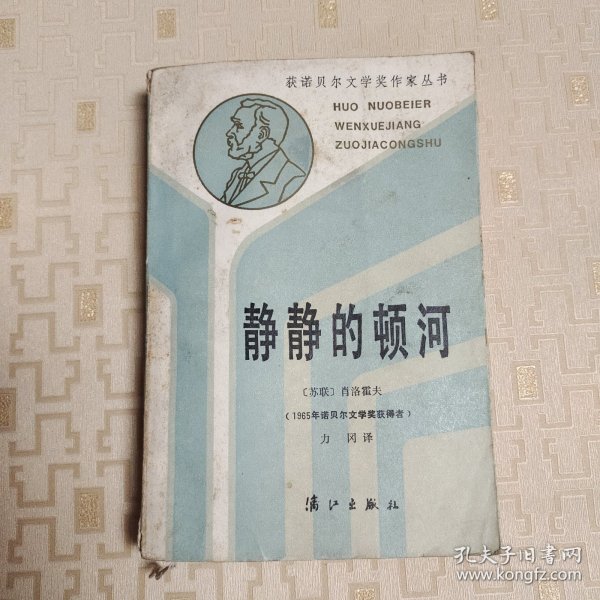 获诺贝尔文学奖作家丛书
HUO NUOBEIER
WENXUEJIANG
ZUOJIACONGSHU
静静的顿河
〔苏联〕肖洛霍夫
（1965年诺贝尔文学奖获得者）
力冈译
漓江出版社
孔夫子旧书网
www.kongfz.com